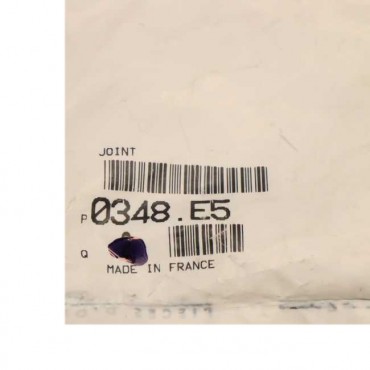 JOINT
P 0348.E5
Q
MADE IN FRANCE